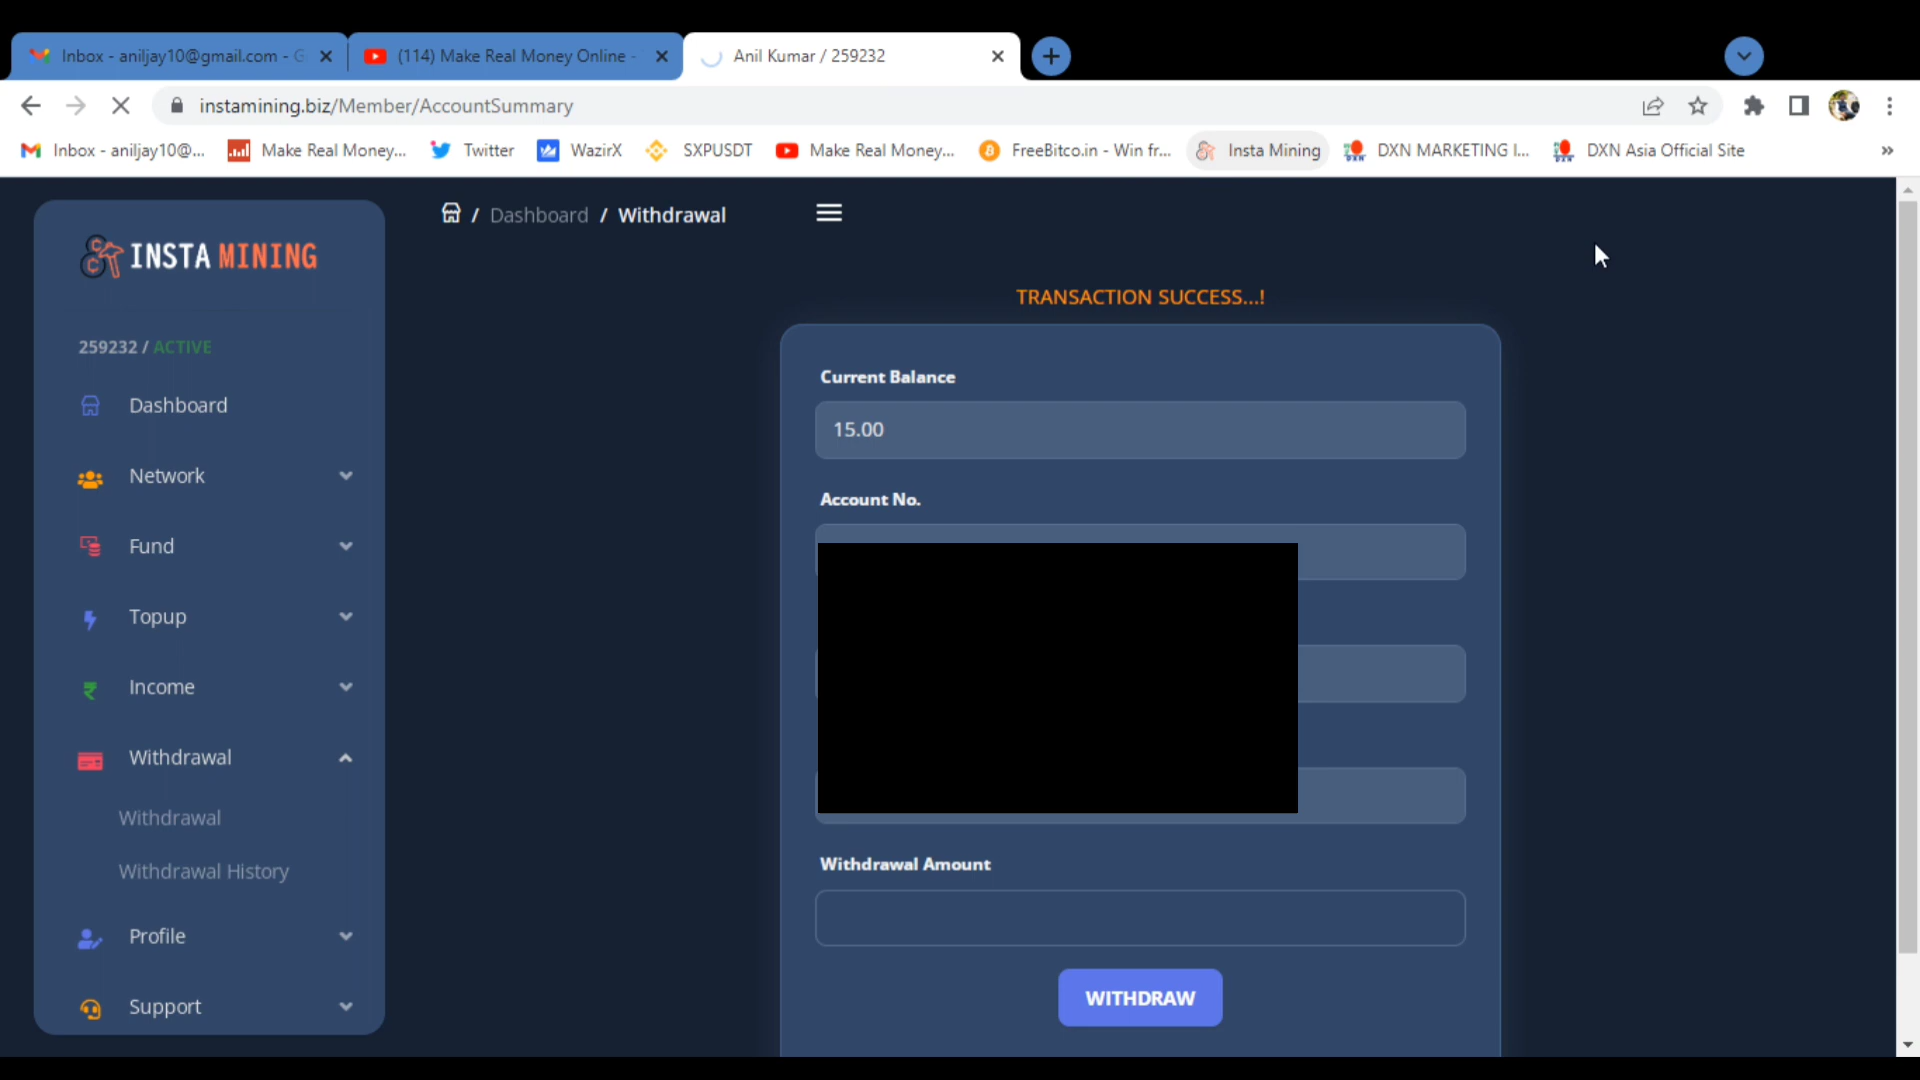 Inbox - aniljay10@gmail.com - G
(114) Make Real Money Online -
Anil Kumar / 259232
instamining.biz/Member/AccountSummary
Inbox - aniljay10@...
Make Real Money...
Twitter
WazirX
SXPUSDT
Make Real Money...
FreeBitco.in - Win fr...
Insta Mining
DXN MARKETING I...
DXN Asia Official Site
»
INSTA MINING
259232 / ACTIVE
Dashboard
Network
Fund
Topup
Income
Withdrawal
Withdrawal
Withdrawal History
Profile
Support
/ Dashboard / Withdrawal
TRANSACTION SUCCESS...!
Current Balance
15.00
Account No.
Withdrawal Amount
WITHDRAW